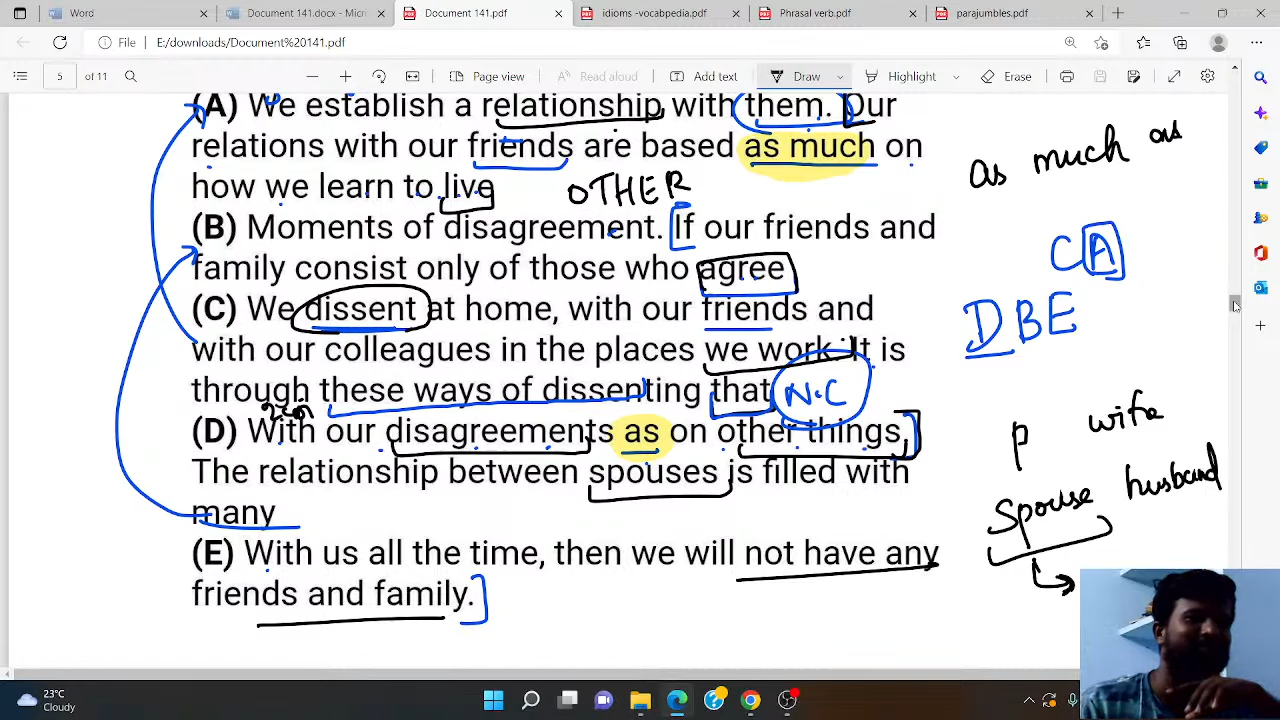 Word
Document 141.docx - Micr
Document 141.pdf
idioms -vocabpedia.pdf
Phrasal verb.pdf
parajumbles.pdf
File
E:/downloads/Document%20141.pdf
5 of 11
Page view
Read aloud
Add text
Draw
Highlight
Erase
(A) We establish a relationship with them. Our
relations with our friends are based as much on
how we learn to live
OTHER
(B) Moments of disagreement. If our friends and
family consist only of those who agree
(C) We dissent at home, with our friends and
with our colleagues in the places we work. It is
through these ways of dissenting that
N.C
(D) With our disagreements as on other things,
The relationship between spouses is filled with
many
(E) With us all the time, then we will not have any
friends and family.
as much as
CA
DBE
P wife
Spouse husband
23°C
Cloudy